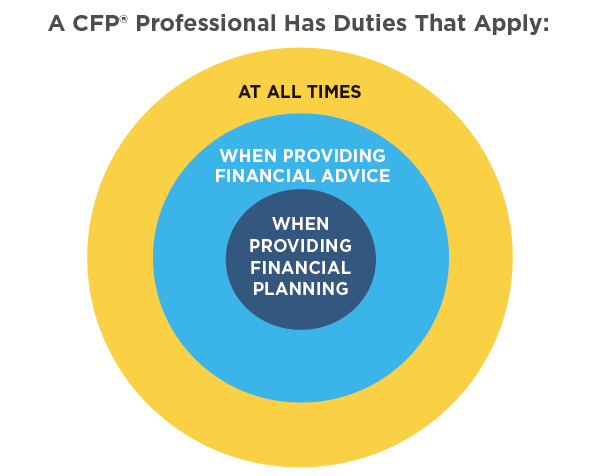 A CFP® Professional Has Duties That Apply:
AT ALL TIMES
WHEN PROVIDING
FINANCIAL ADVICE
WHEN
PROVIDING
FINANCIAL
PLANNING